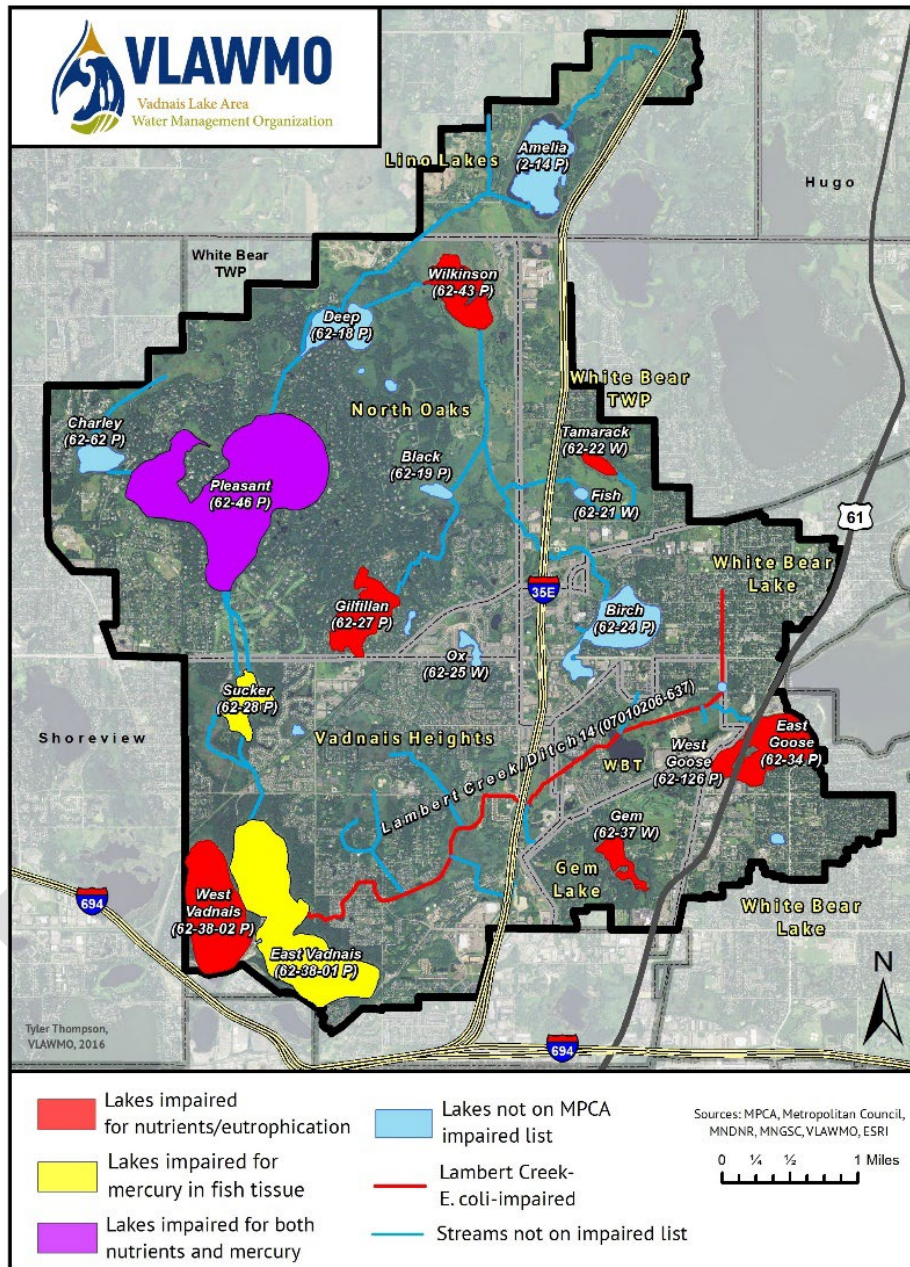 VLAWMO
Vadnais Lake Area
Water Management Organization
Lino Lakes
Amelia
(2-14 P)
Hugo
White Bear
TWP
Wilkinson
(62-43 P)
Deep
(62-18 P)
White Bear
TWP
North Oaks
Charley
(62-62 P)
Tamarack
(62-22 W)
Black
(62-19 P)
Pleasant
(62-46 P)
Fish
(62-21 W)
61
White Bear
Lake
35E
Gilfillan
(62-27 P)
Birch
(62-24 P)
Ox
(62-25 W)
Sucker
(62-28 P)
Shoreview
Vadnais Heights
Lambert Creek/Ditch 14 (07010206-637)
WBT
West
Goose
(62-126 P)
East
Goose
(62-34 P)
Gem
(62-37 W)
Gem
Lake
694
West
Vadnais
(62-38-02 P)
White Bear
Lake
East Vadnais
(62-38-01 P)
N
Tyler Thompson,
VLAWMO, 2016
694
Lakes impaired
for nutrients/eutrophication
Lakes impaired for
mercury in fish tissue
Lakes impaired for both
nutrients and mercury
Lakes not on MPCA
impaired list
Lambert Creek-
E. coli-impaired
Streams not on impaired list
Sources: MPCA, Metropolitan Council,
MNDNR, MNGSC, VLAWMO, ESRI
0 ¼ ½ 1 Miles